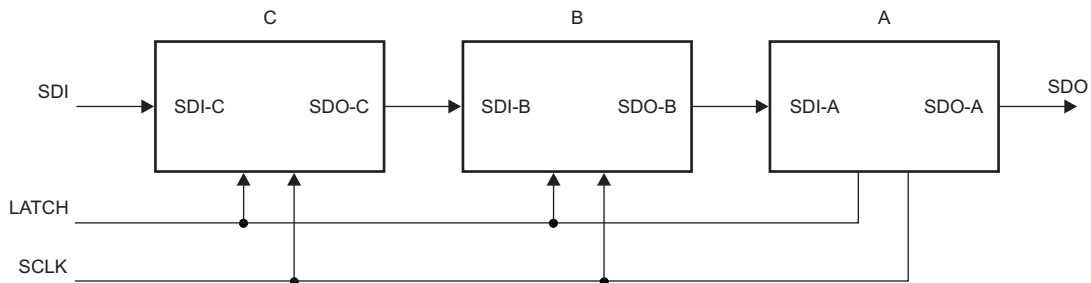 C B A
SDI SDO
SDI-C SDO-C SDI-B SDO-B SDI-A SDO-A
LATCH
SCLK